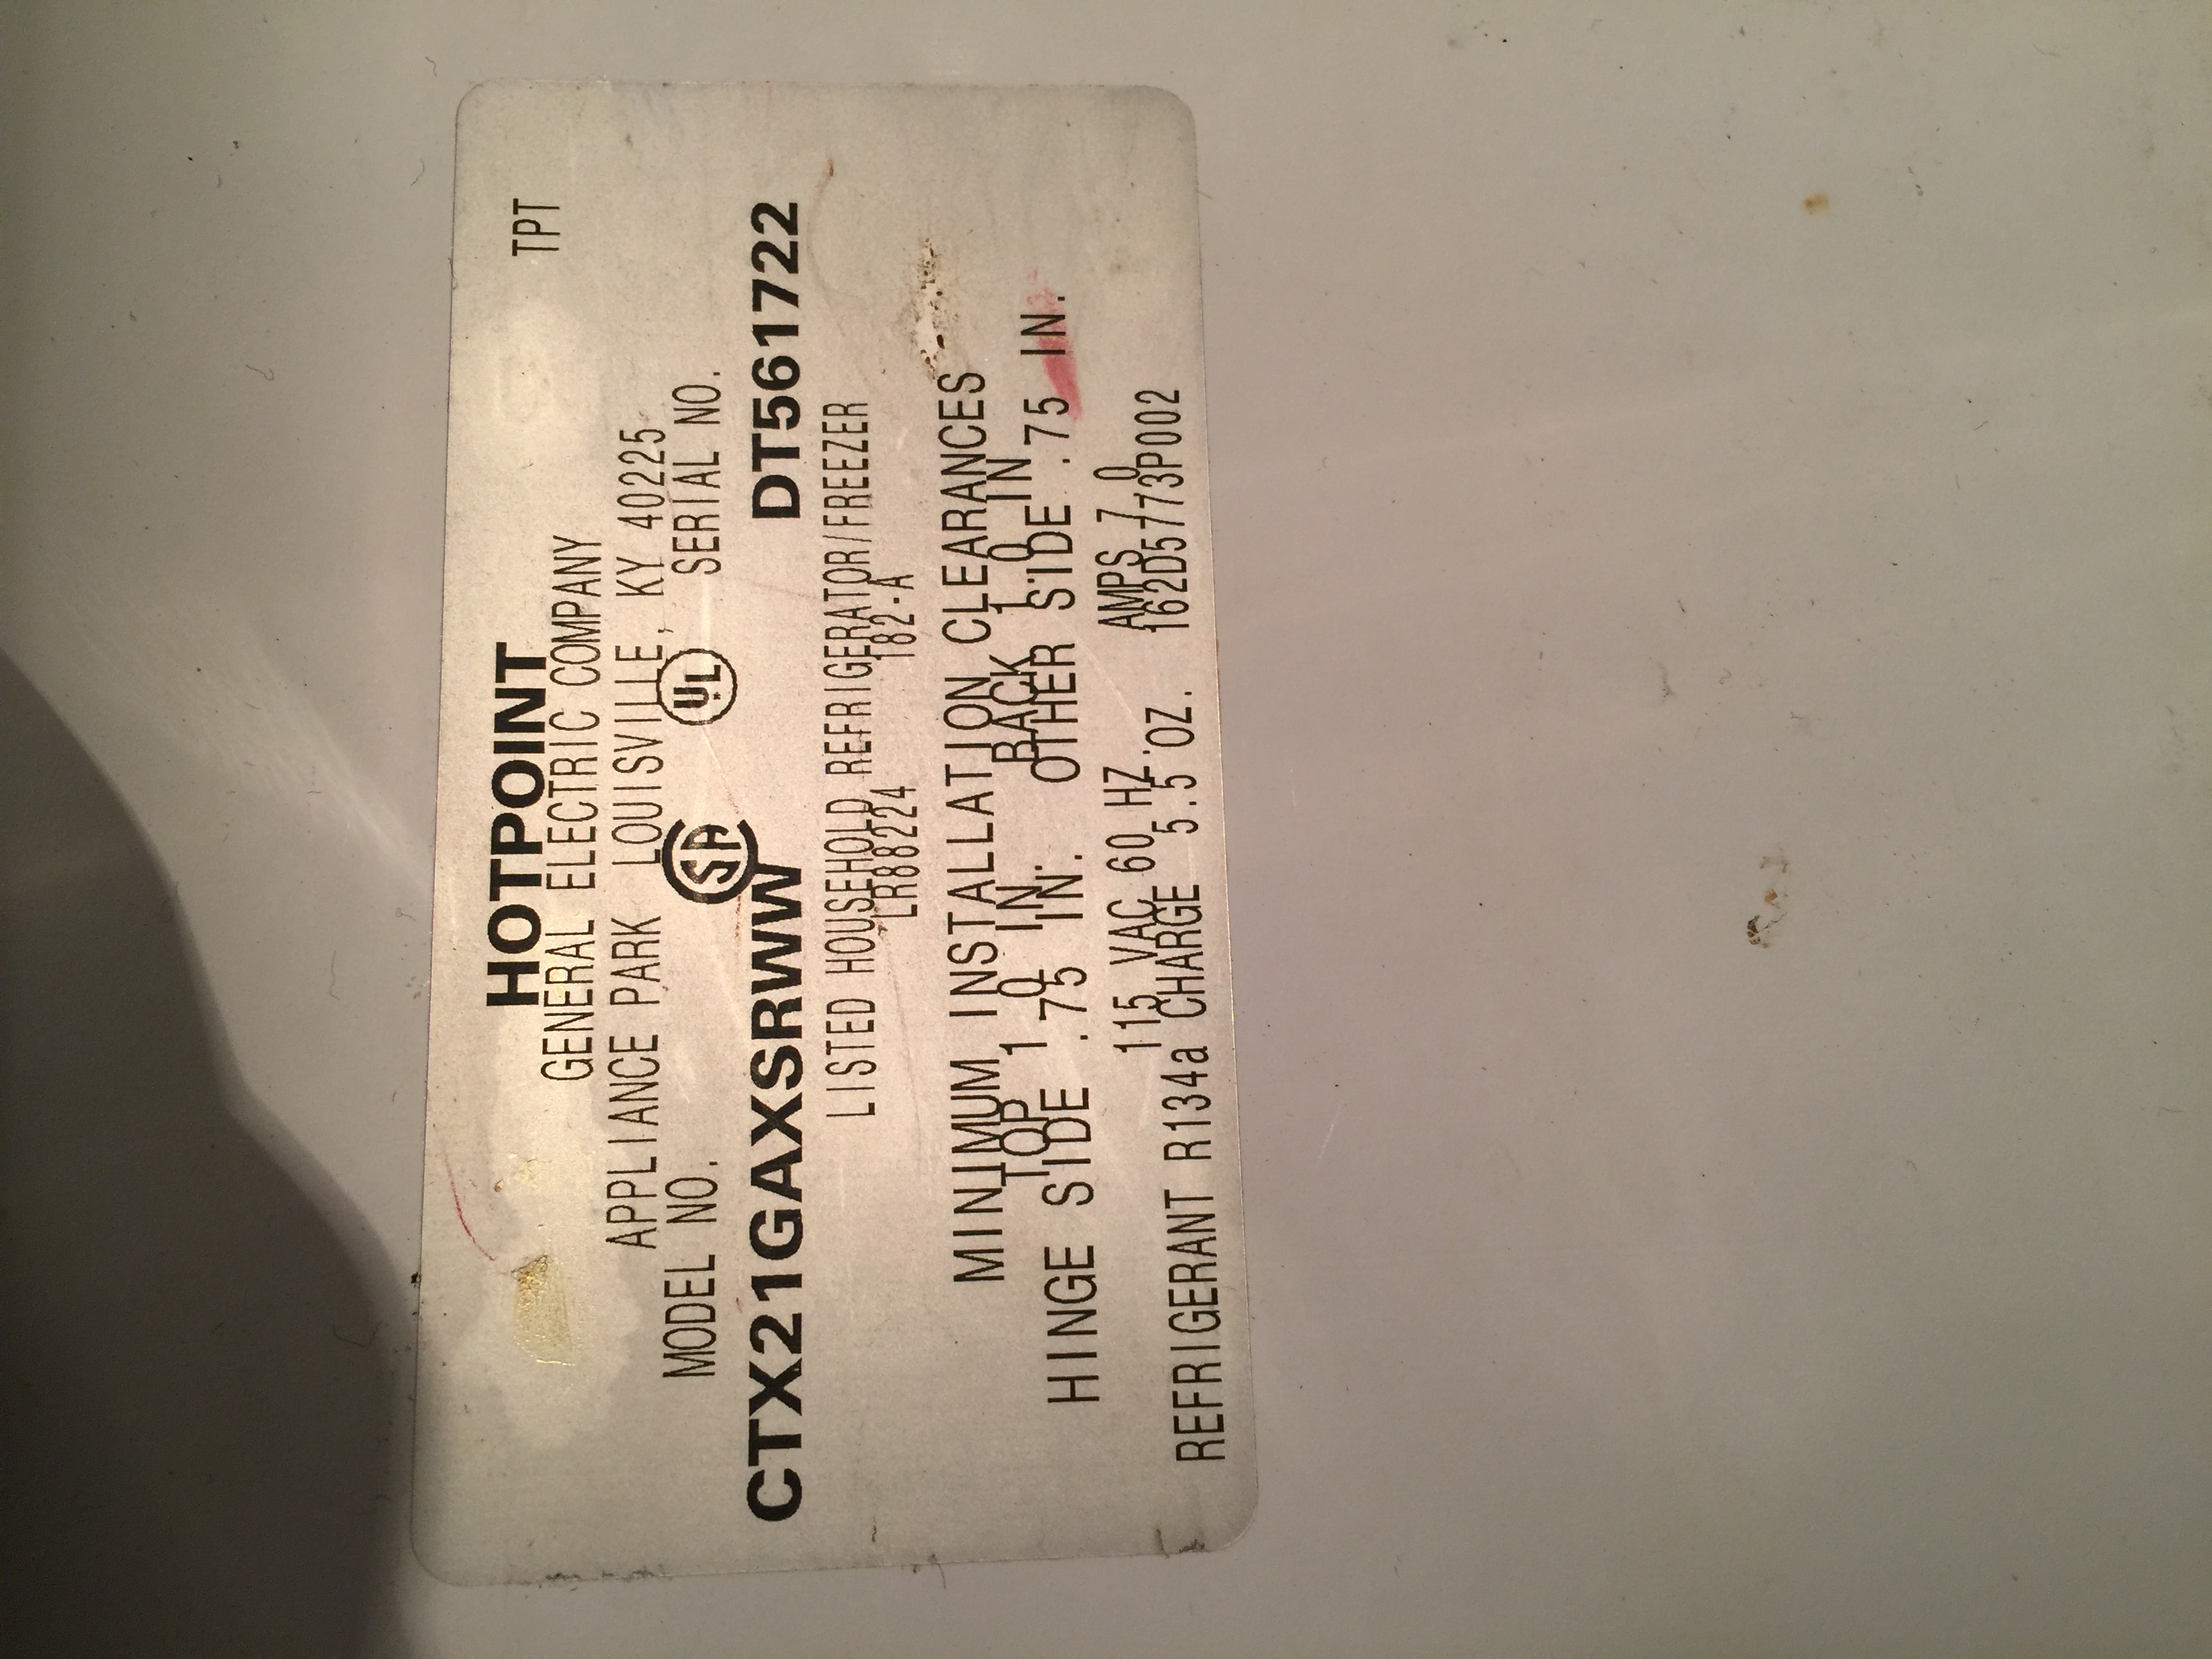 HOTPOINT TPT
GENERAL ELECTRIC COMPANY
APPLIANCE PARK LOUISVILLE, KY 40225
MODEL NO. SA UL SERIAL NO.
CTX21GAXSRWW DT561722
LISTED HOUSEHOLD REFRIGERATOR/FREEZER
LR88224 182-A
MINIMUM INSTALLATION CLEARANCES
TOP 1.0 IN. BACK 1.0 IN.
HINGE SIDE .75 IN. OTHER SIDE .75 IN.
115 VAC 60 HZ. AMPS 7.0
REFRIGERANT R134a CHARGE 5.5 OZ. 162D5773P002